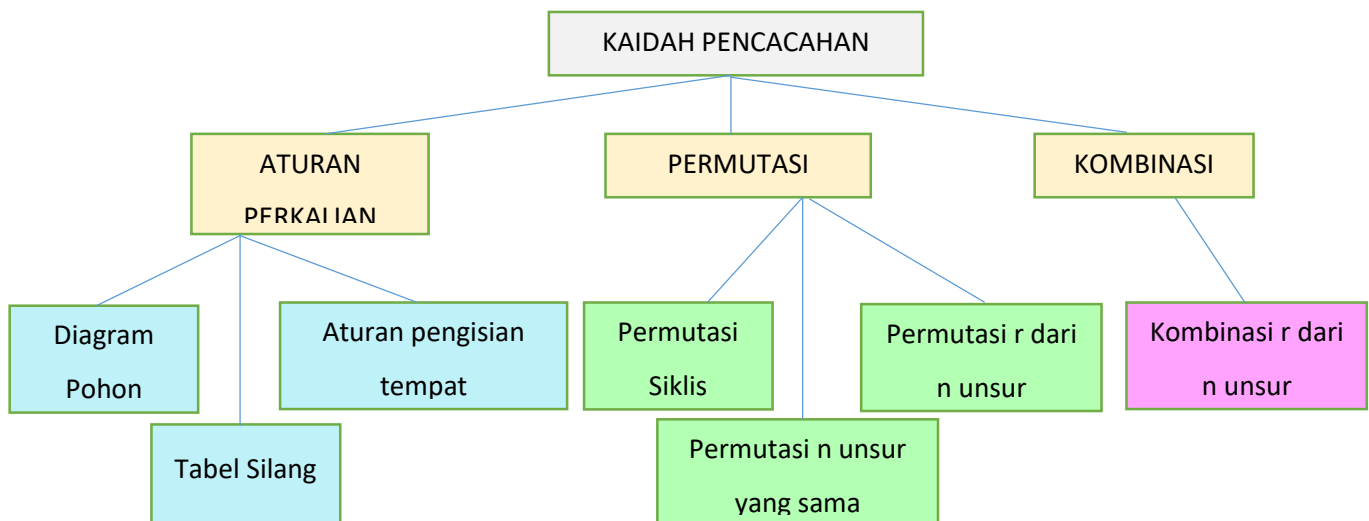 KAIDAH PENCACAHAN
ATURAN
PERKALIAN
PERMUTASI
KOMBINASI
Diagram
Pohon
Tabel Silang
Aturan pengisian
tempat
Permutasi
Siklis
Permutasi n unsur
yang sama
Permutasi r dari
n unsur
Kombinasi r dari
n unsur